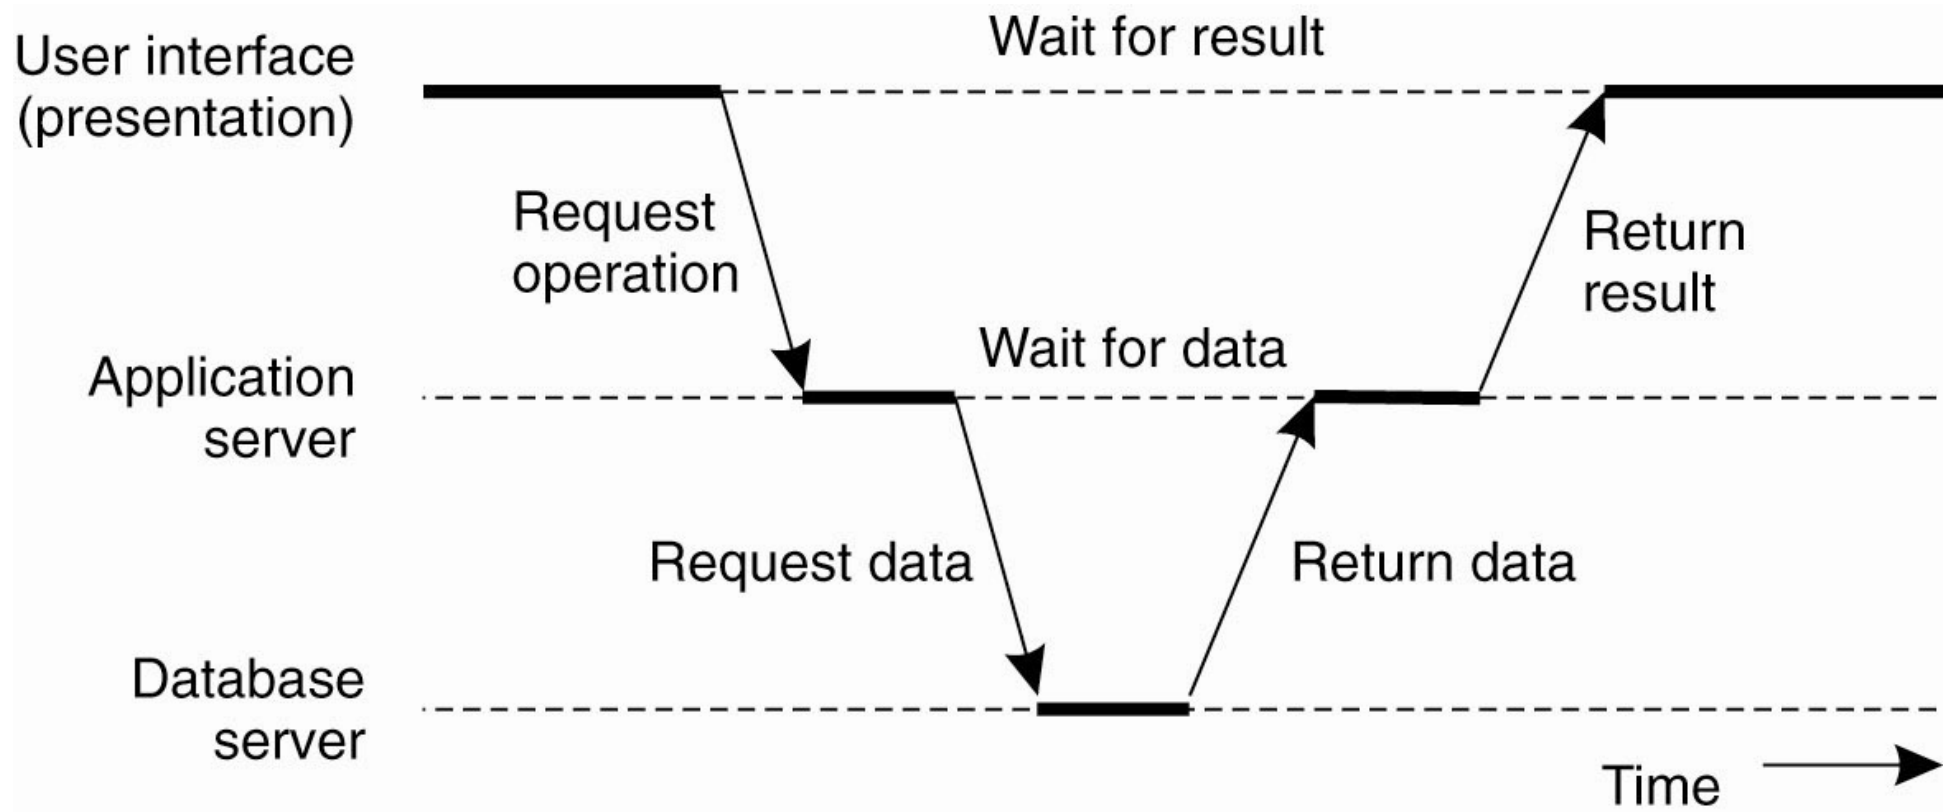 User interface
(presentation)
Wait for result
Request
operation
Return
result
Application
server
Wait for data
Request data
Return data
Database
server
Time